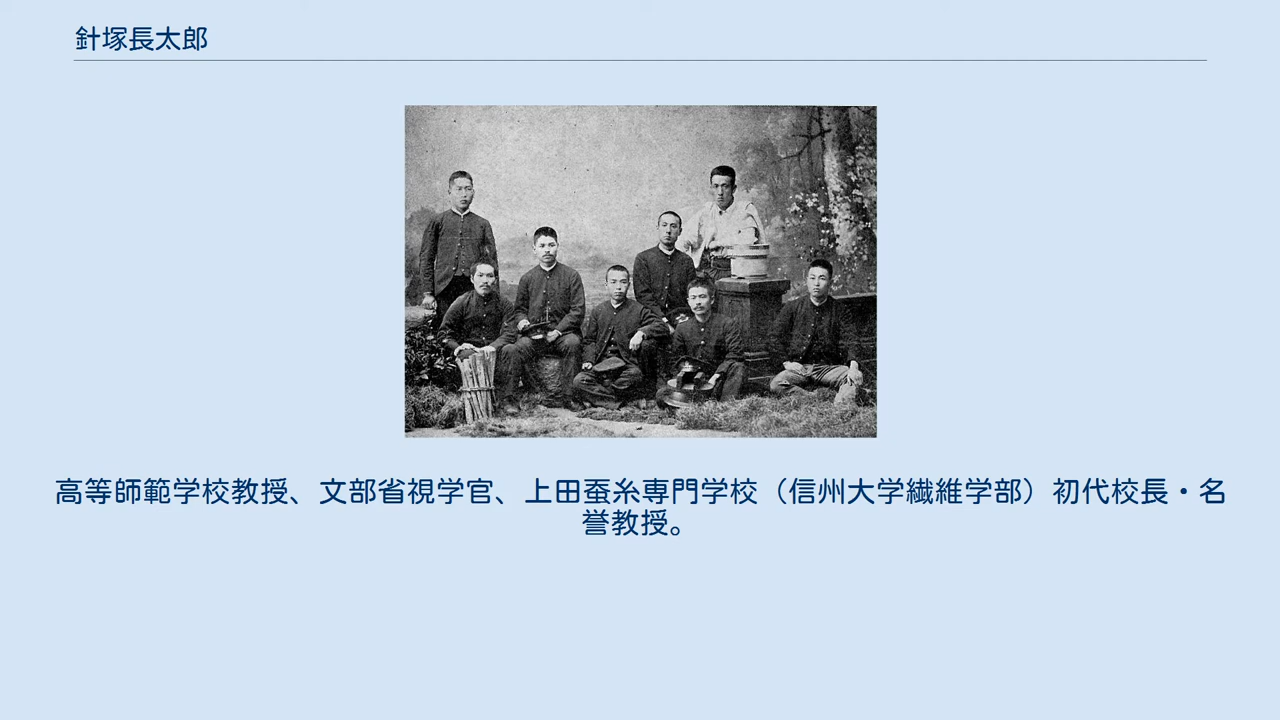 針塚長太郎
高等師範学校教授、文部省視学官、上田蚕糸専門学校（信州大学繊維学部）初代校長・名
誉教授。